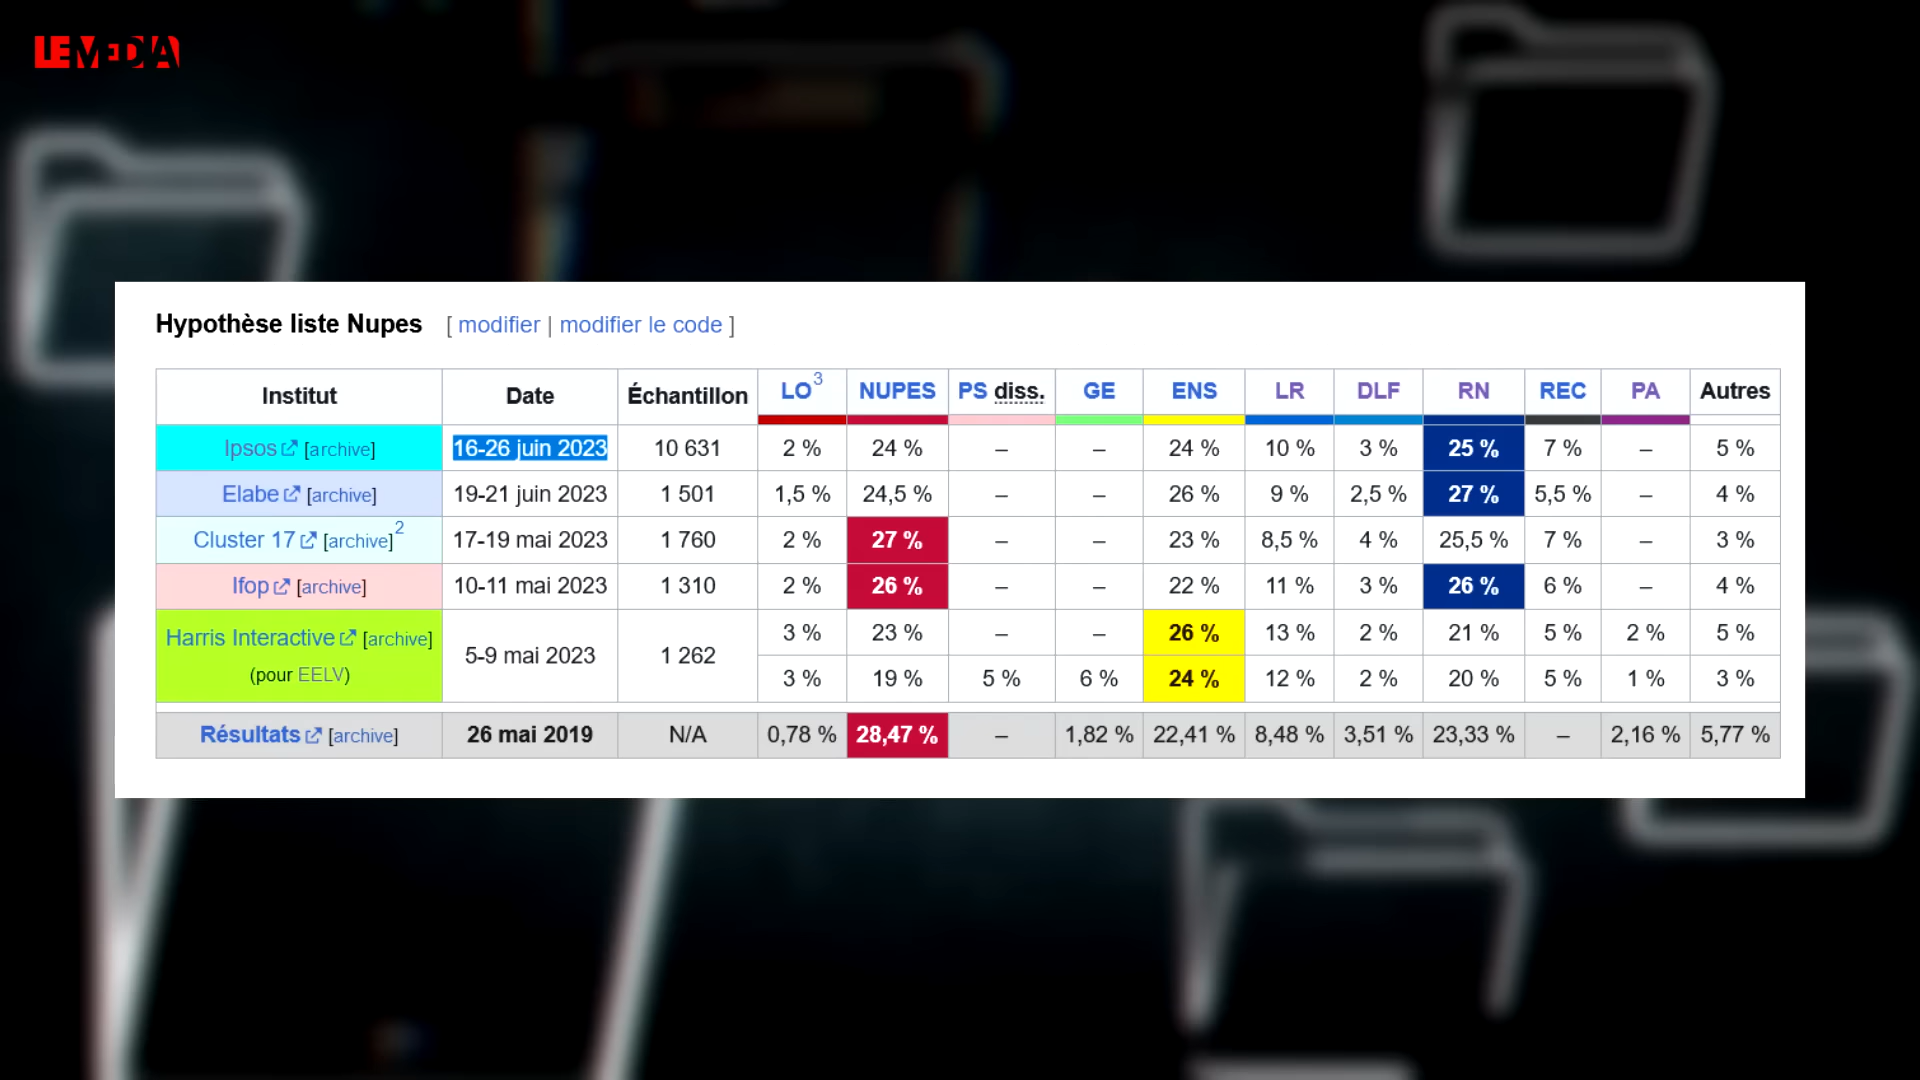 LEMEDIA
Hypothèse liste Nupes [ modifier | modifier le code ]
Institut Date Échantillon LO3 NUPES PS diss. GE ENS LR DLF RN REC PA Autres
Ipsos [archive] 16-26 juin 2023 10 631 2 % 24 % – – 24 % 10 % 3 % 25 % 7 % – 5 %
Elabe [archive] 19-21 juin 2023 1 501 1,5 % 24,5 % – – 26 % 9 % 2,5 % 27 % 5,5 % – 4 %
Cluster 17 [archive]2 17-19 mai 2023 1 760 2 % 27 % – – 23 % 8,5 % 4 % 25,5 % 7 % – 3 %
Ifop [archive] 10-11 mai 2023 1 310 2 % 26 % – – 22 % 11 % 3 % 26 % 6 % – 4 %
Harris Interactive [archive] (pour EELV) 5-9 mai 2023 1 262 3 % 23 % – – 26 % 13 % 2 % 21 % 5 % 2 % 5 %
3 % 19 % 5 % 6 % 24 % 12 % 2 % 20 % 5 % 1 % 3 %
Résultats [archive] 26 mai 2019 N/A 0,78 % 28,47 % – 1,82 % 22,41 % 8,48 % 3,51 % 23,33 % – 2,16 % 5,77 %